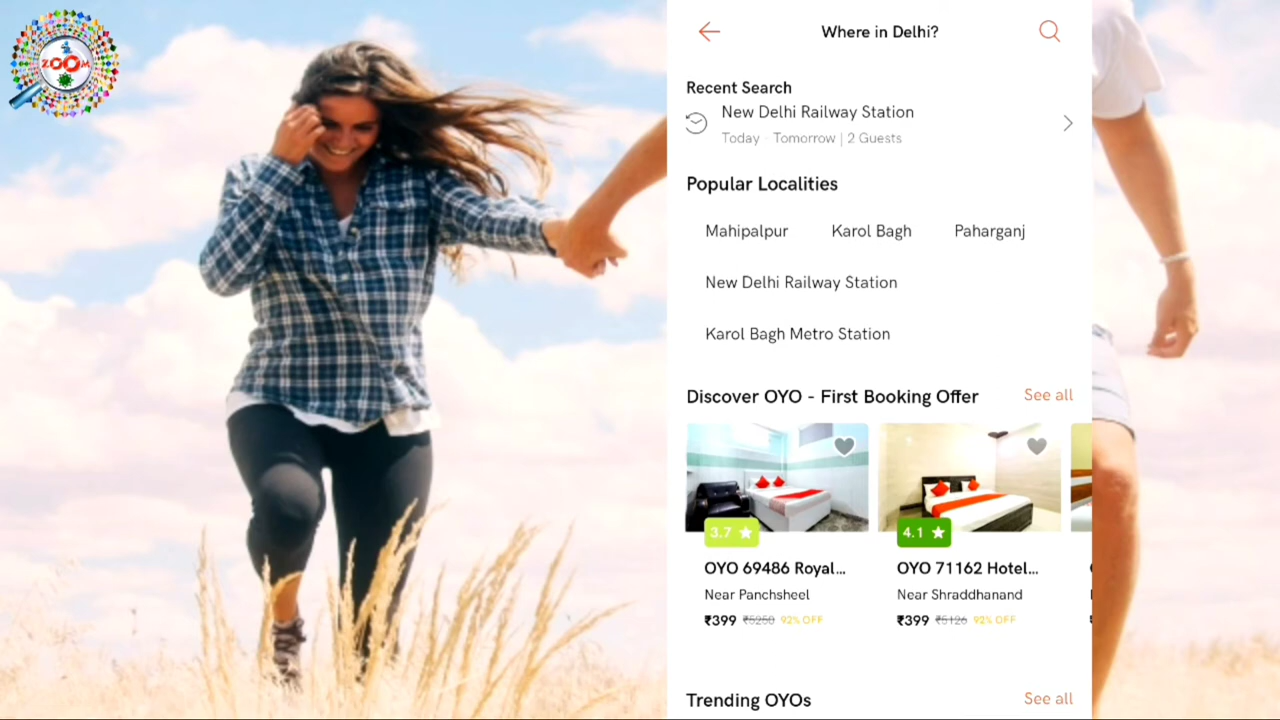 ZOOM
Where in Delhi?
Recent Search
New Delhi Railway Station
Today - Tomorrow | 2 Guests
Popular Localities
Mahipalpur Karol Bagh Paharganj
New Delhi Railway Station
Karol Bagh Metro Station
Discover OYO - First Booking Offer See all
3.7 ★ 4.1 ★
OYO 69486 Royal... OYO 71162 Hotel...
Near Panchsheel Near Shraddhanand
₹399 ₹5250 92% OFF ₹399 ₹5126 92% OFF
Trending OYOs See all